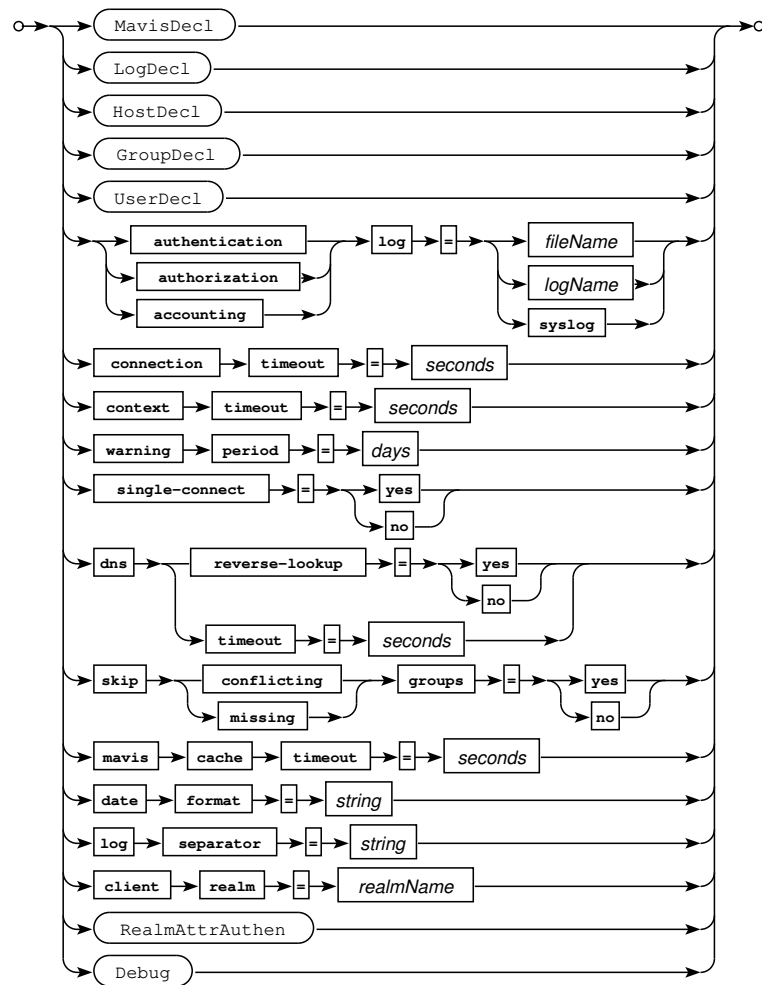 MavisDecl
LogDecl
HostDecl
GroupDecl
UserDecl
authentication log = fileName
authorization logName
accounting syslog
connection timeout = seconds
context timeout = seconds
warning period = days
single-connect = yes
no
dns reverse-lookup = yes
no
timeout = seconds
skip conflicting groups = yes
missing no
mavis cache timeout = seconds
date format = string
log separator = string
client realm = realmName
RealmAttrAuthen
Debug